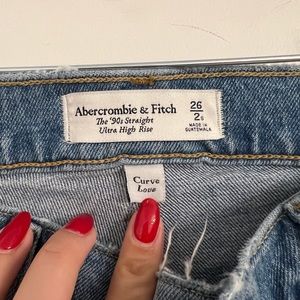 Abercrombie & Fitch
The '90s Straight
Ultra High Rise
26
2S
MADE IN
GUATEMALA
Curve
Love